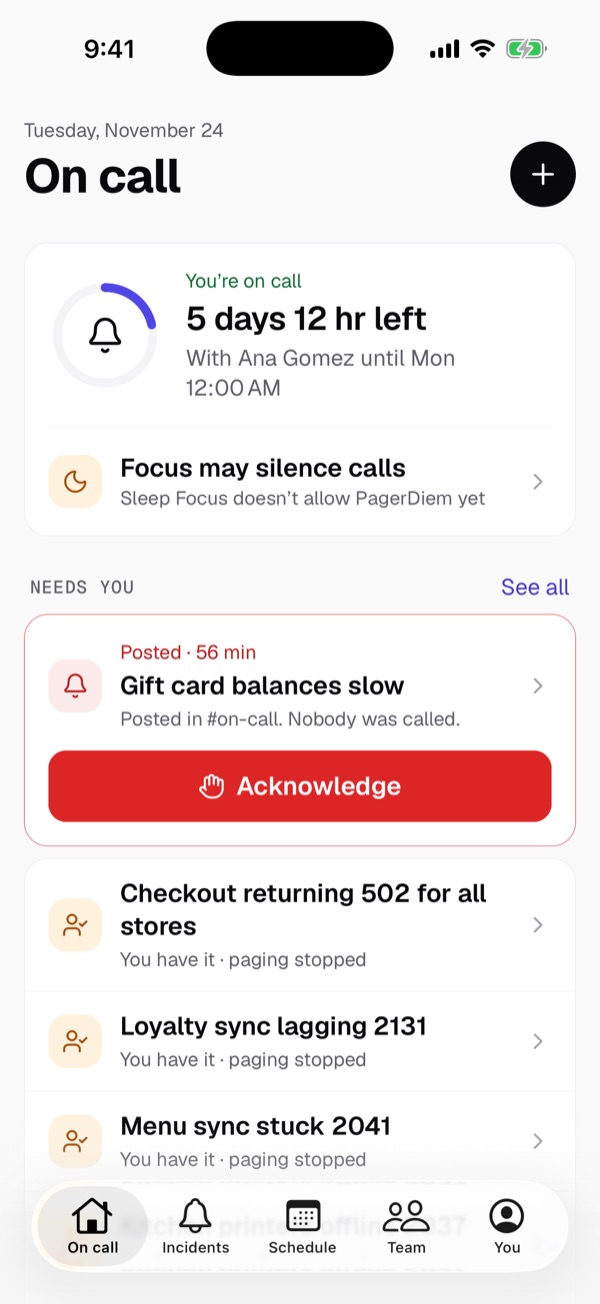 9:41
Tuesday, November 24
On call
You're on call
5 days 12 hr left
With Ana Gomez until Mon
12:00 AM
Focus may silence calls
Sleep Focus doesn't allow PagerDiem yet
NEEDS YOU
See all
Posted · 56 min
Gift card balances slow
Posted in #on-call. Nobody was called.
Acknowledge
Checkout returning 502 for all
stores
You have it · paging stopped
Loyalty sync lagging 2131
You have it · paging stopped
Menu sync stuck 2041
You have it · paging stopped
On call
Incidents
Schedule
Team
You